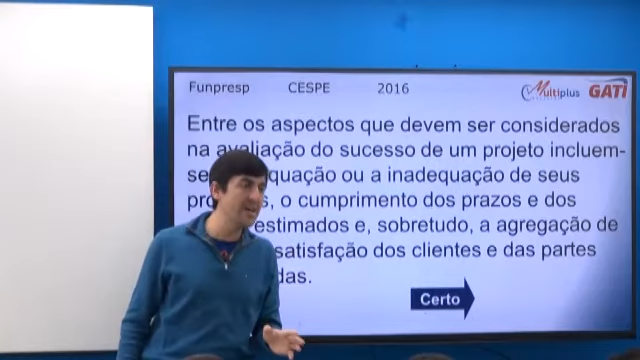 Funpresp CESPE 2016
Multiplus GATI
Entre os aspectos que devem ser considerados
na avaliação do sucesso de um projeto incluem-
se equação ou a inadequação de seus
o cumprimento dos prazos e dos
estimados e, sobretudo, a agregação de
satisfação dos clientes e das partes
das.
Certo